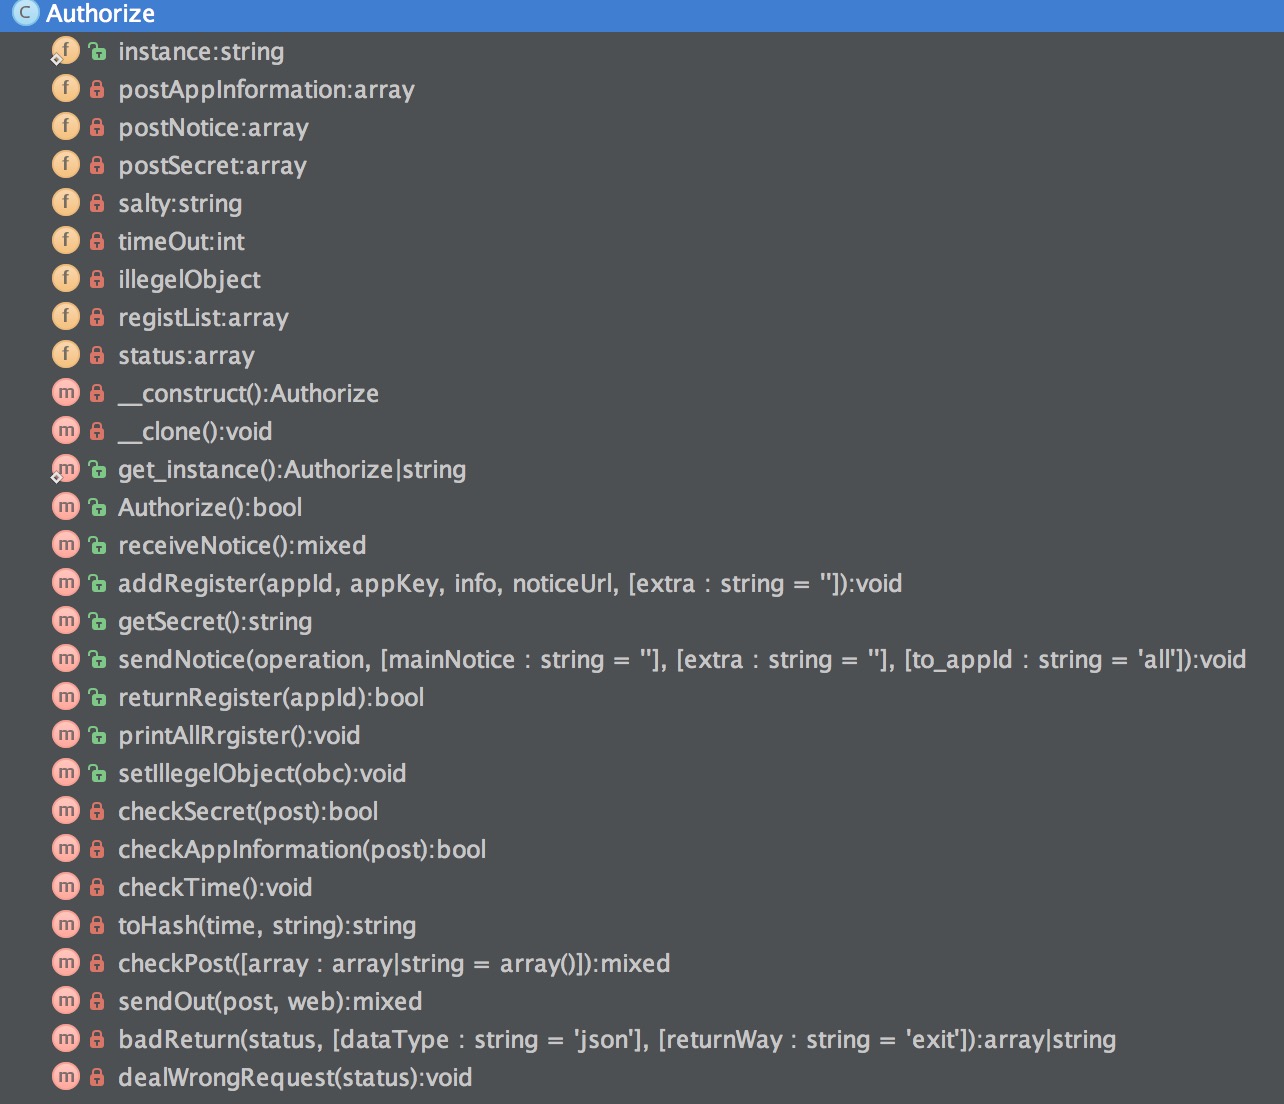 Authorize
instance:string
postAppInformation:array
postNotice:array
postSecret:array
salty:string
timeOut:int
illegelObject
registList:array
status:array
__construct():Authorize
__clone():void
get_instance():Authorize|string
Authorize():bool
receiveNotice():mixed
addRegister(appId, appKey, info, noticeUrl, [extra : string = '']):void
getSecret():string
sendNotice(operation, [mainNotice : string = ''], [extra : string = ''], [to_appId : string = 'all']):void
returnRegister(appId):bool
printAllRrgister():void
setIllegelObject(obc):void
checkSecret(post):bool
checkAppInformation(post):bool
checkTime():void
toHash(time, string):string
checkPost([array : array|string = array()]):mixed
sendOut(post, web):mixed
badReturn(status, [dataType : string = 'json'], [returnWay : string = 'exit']):array|string
dealWrongRequest(status):void